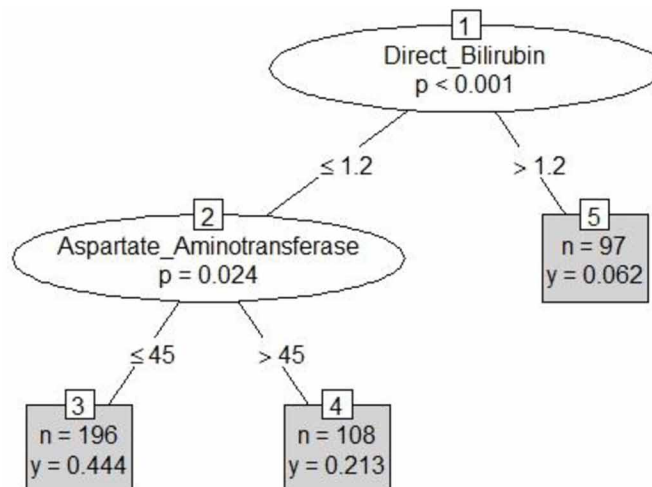 1
Direct_Bilirubin
p < 0.001
≤ 1.2
> 1.2
2
Aspartate_Aminotransferase
p = 0.024
5
n = 97
y = 0.062
≤ 45
> 45
3
n = 196
y = 0.444
4
n = 108
y = 0.213